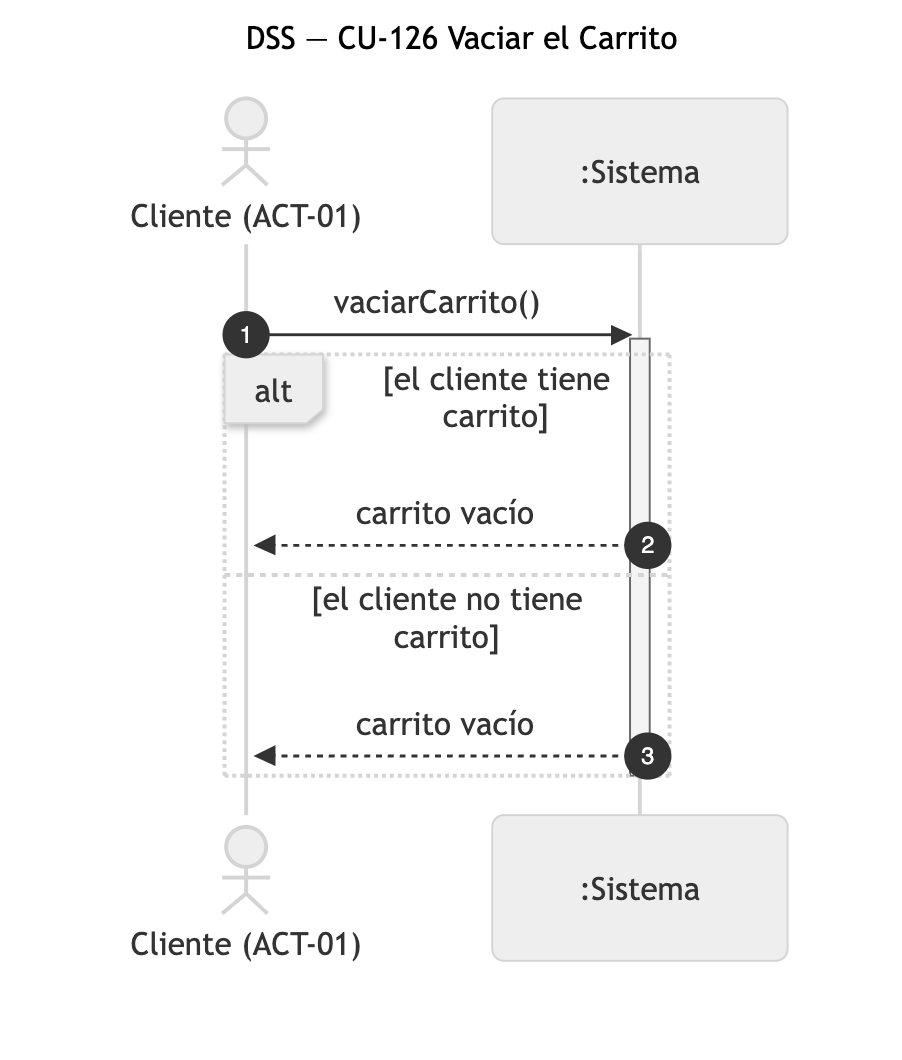 DSS — CU-126 Vaciar el Carrito
Cliente (ACT-01)
:Sistema
vaciarCarrito()
1
alt
[el cliente tiene
carrito]
carrito vacío
2
[el cliente no tiene
carrito]
carrito vacío
3
Cliente (ACT-01)
:Sistema